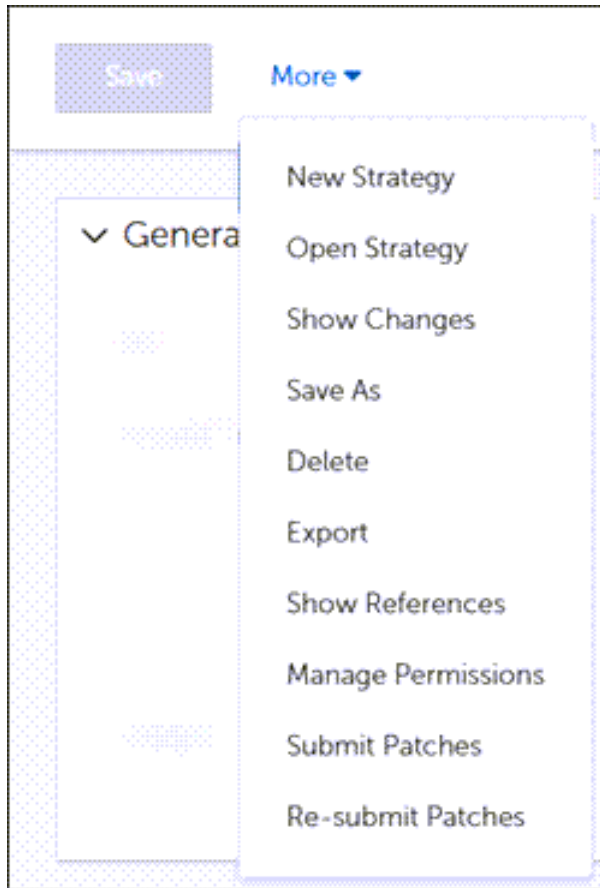 Save
More
New Strategy
Genera
Open Strategy
Show Changes
Save As
Delete
Export
Show References
Manage Permissions
Submit Patches
Re-submit Patches